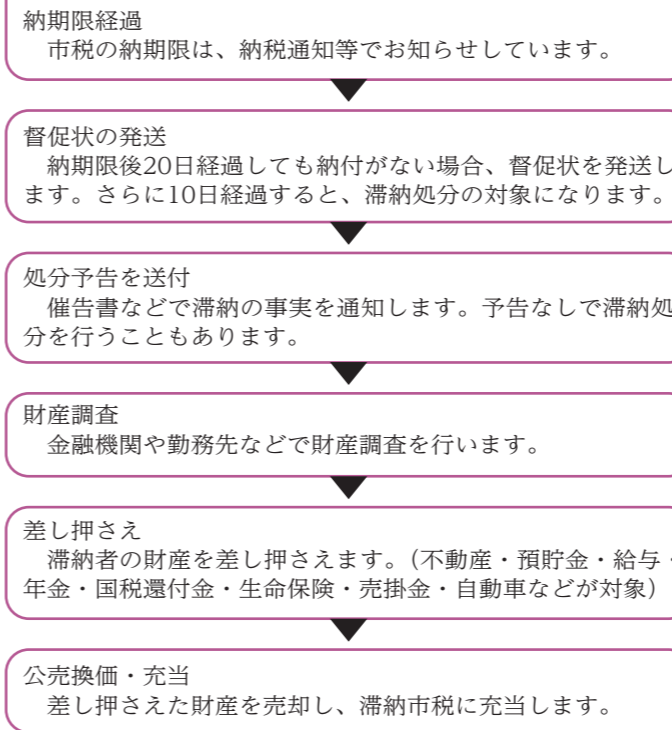 納期限経過
市税の納期限は、納税通知等でお知らせしています。
督促状の発送
納期限後20日経過しても納付がない場合、督促状を発送し
ます。さらに10日経過すると、滞納処分の対象になります。
処分予告を送付
催告書などで滞納の事実を通知します。予告なしで滞納処
分を行うこともあります。
財産調査
金融機関や勤務先などで財産調査を行います。
差し押さえ
滞納者の財産を差し押さえます。(不動産・預貯金・給与・
年金・国税還付金・生命保険・売掛金・自動車などが対象)
公売換価・充当
差し押さえた財産を売却し、滞納市税に充当します。